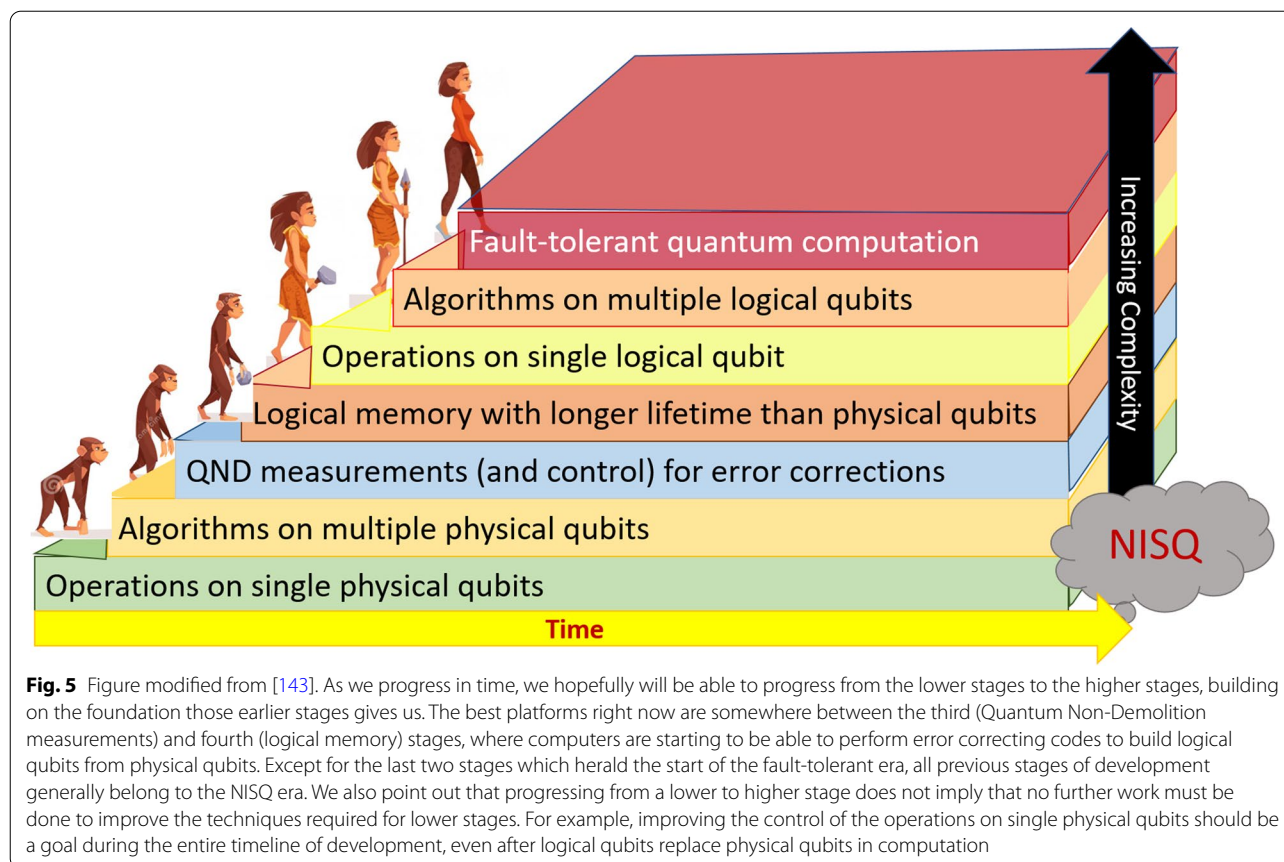 Fault-tolerant quantum computation
Algorithms on multiple logical qubits
Operations on single logical qubit
Logical memory with longer lifetime than physical qubits
QND measurements (and control) for error corrections
Algorithms on multiple physical qubits
Operations on single physical qubits
Time
Increasing Complexity
NISQ
Fig. 5 Figure modified from [143]. As we progress in time, we hopefully will be able to progress from the lower stages to the higher stages, building
on the foundation those earlier stages gives us. The best platforms right now are somewhere between the third (Quantum Non-Demolition
measurements) and fourth (logical memory) stages, where computers are starting to be able to perform error correcting codes to build logical
qubits from physical qubits. Except for the last two stages which herald the start of the fault-tolerant era, all previous stages of development
generally belong to the NISQ era. We also point out that progressing from a lower to higher stage does not imply that no further work must be
done to improve the techniques required for lower stages. For example, improving the control of the operations on single physical qubits should be
a goal during the entire timeline of development, even after logical qubits replace physical qubits in computation